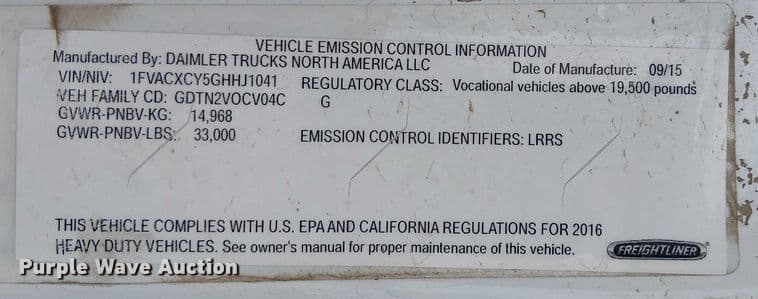 VEHICLE EMISSION CONTROL INFORMATION
Manufactured By: DAIMLER TRUCKS NORTH AMERICA LLC Date of Manufacture: 09/15
VIN/NIV: 1FVACXCY5GHHJ1041 REGULATORY CLASS: Vocational vehicles above 19,500 pounds
VEH FAMILY CD: GDTN2VOCV04C G
GVWR-PNBV-KG: 14,968
GVWR-PNBV-LBS: 33,000 EMISSION CONTROL IDENTIFIERS: LRRS
THIS VEHICLE COMPLIES WITH U.S. EPA AND CALIFORNIA REGULATIONS FOR 2016
HEAVY DUTY VEHICLES. See owner's manual for proper maintenance of this vehicle. FREIGHTLINER
Purple Wave Auction